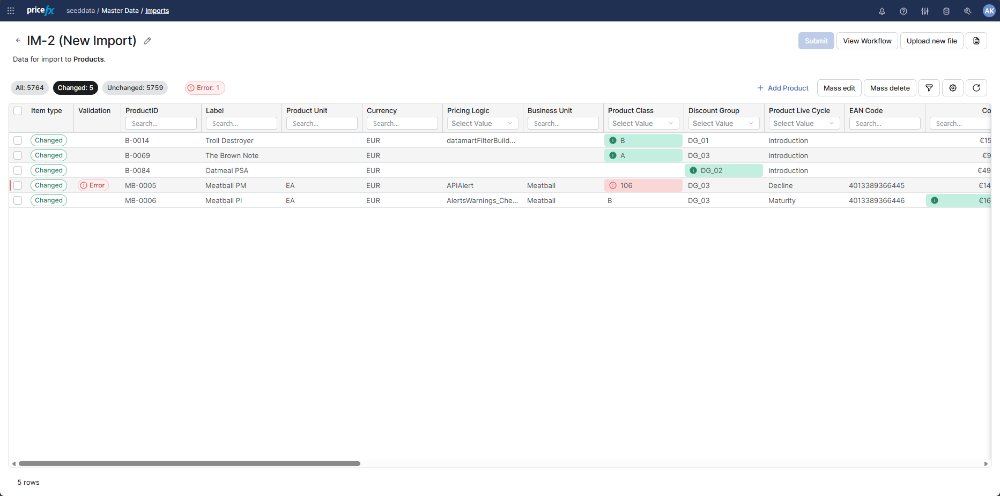 pricefx seeddata / Master Data / Imports AK
IM-2 (New Import) Submit View Workflow Upload new file
Data for import to Products.
All: 5764 Changed: 5 Unchanged: 5759 Error: 1 + Add Product Mass edit Mass delete
Item type Validation ProductID Label Product Unit Currency Pricing Logic Business Unit Product Class Discount Group Product Live Cycle EAN Code Co
Search... Search... Search... Search... Select Value Search... Select Value Select Value Select Value Search... Search...
Changed B-0014 Troll Destroyer EUR datamartFilterBuild... B DG_01 Introduction €15
Changed B-0069 The Brown Note EUR A DG_03 Introduction €9
Changed B-0084 Oatmeal PSA EUR DG_02 Introduction €49
Changed Error MB-0005 Meatball PM EA EUR APIAlert Meatball 106 DG_03 Decline 4013389366445 €14
Changed MB-0006 Meatball PI EA EUR AlertsWarnings_Che... Meatball B DG_03 Maturity 4013389366446 €16
5 rows